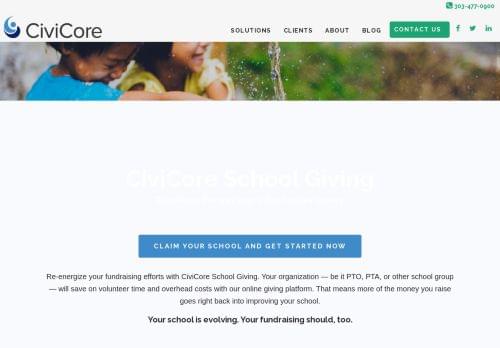 303-477-0900
CiviCore
SOLUTIONS CLIENTS ABOUT BLOG CONTACT US
CiviCore School Giving
CLAIM YOUR SCHOOL AND GET STARTED NOW
Re-energize your fundraising efforts with CiviCore School Giving. Your organization — be it PTO, PTA, or other school group
— will save on volunteer time and overhead costs with our online giving platform. That means more of the money you raise
goes right back into improving your school.
Your school is evolving. Your fundraising should, too.